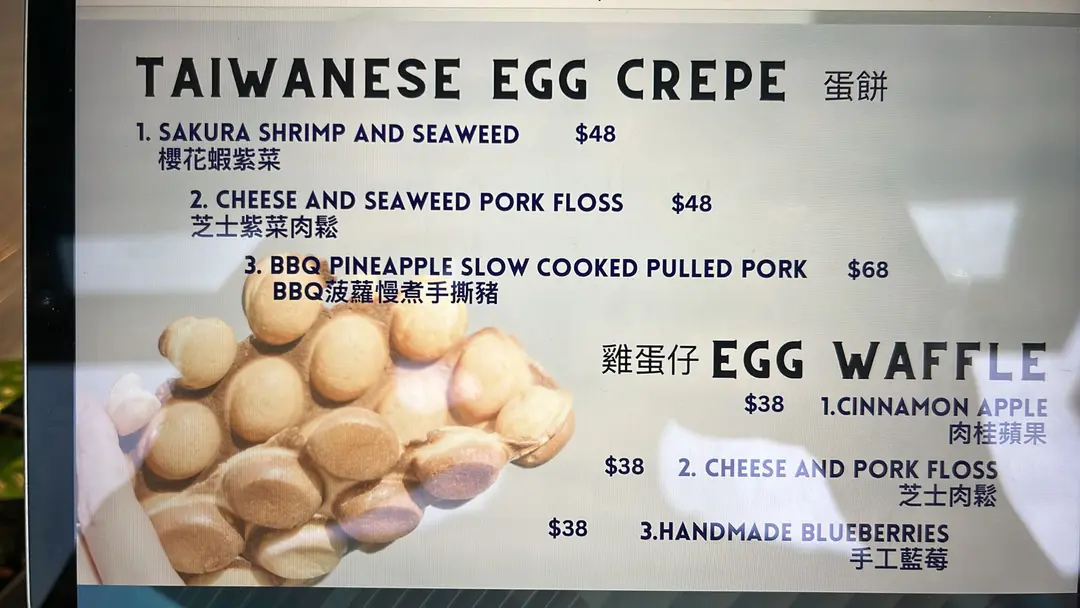 TAIWANESE EGG CREPE 蛋餅
1. SAKURA SHRIMP AND SEAWEED $48
櫻花蝦紫菜
2. CHEESE AND SEAWEED PORK FLOSS $48
芝士紫菜肉鬆
3. BBQ PINEAPPLE SLOW COOKED PULLED PORK $68
BBQ菠蘿慢煮手撕豬
雞蛋仔 EGG WAFFLE
$38 1.CINNAMON APPLE
肉桂蘋果
$38 2. CHEESE AND PORK FLOSS
芝士肉鬆
$38 3.HANDMADE BLUEBERRIES
手工藍莓